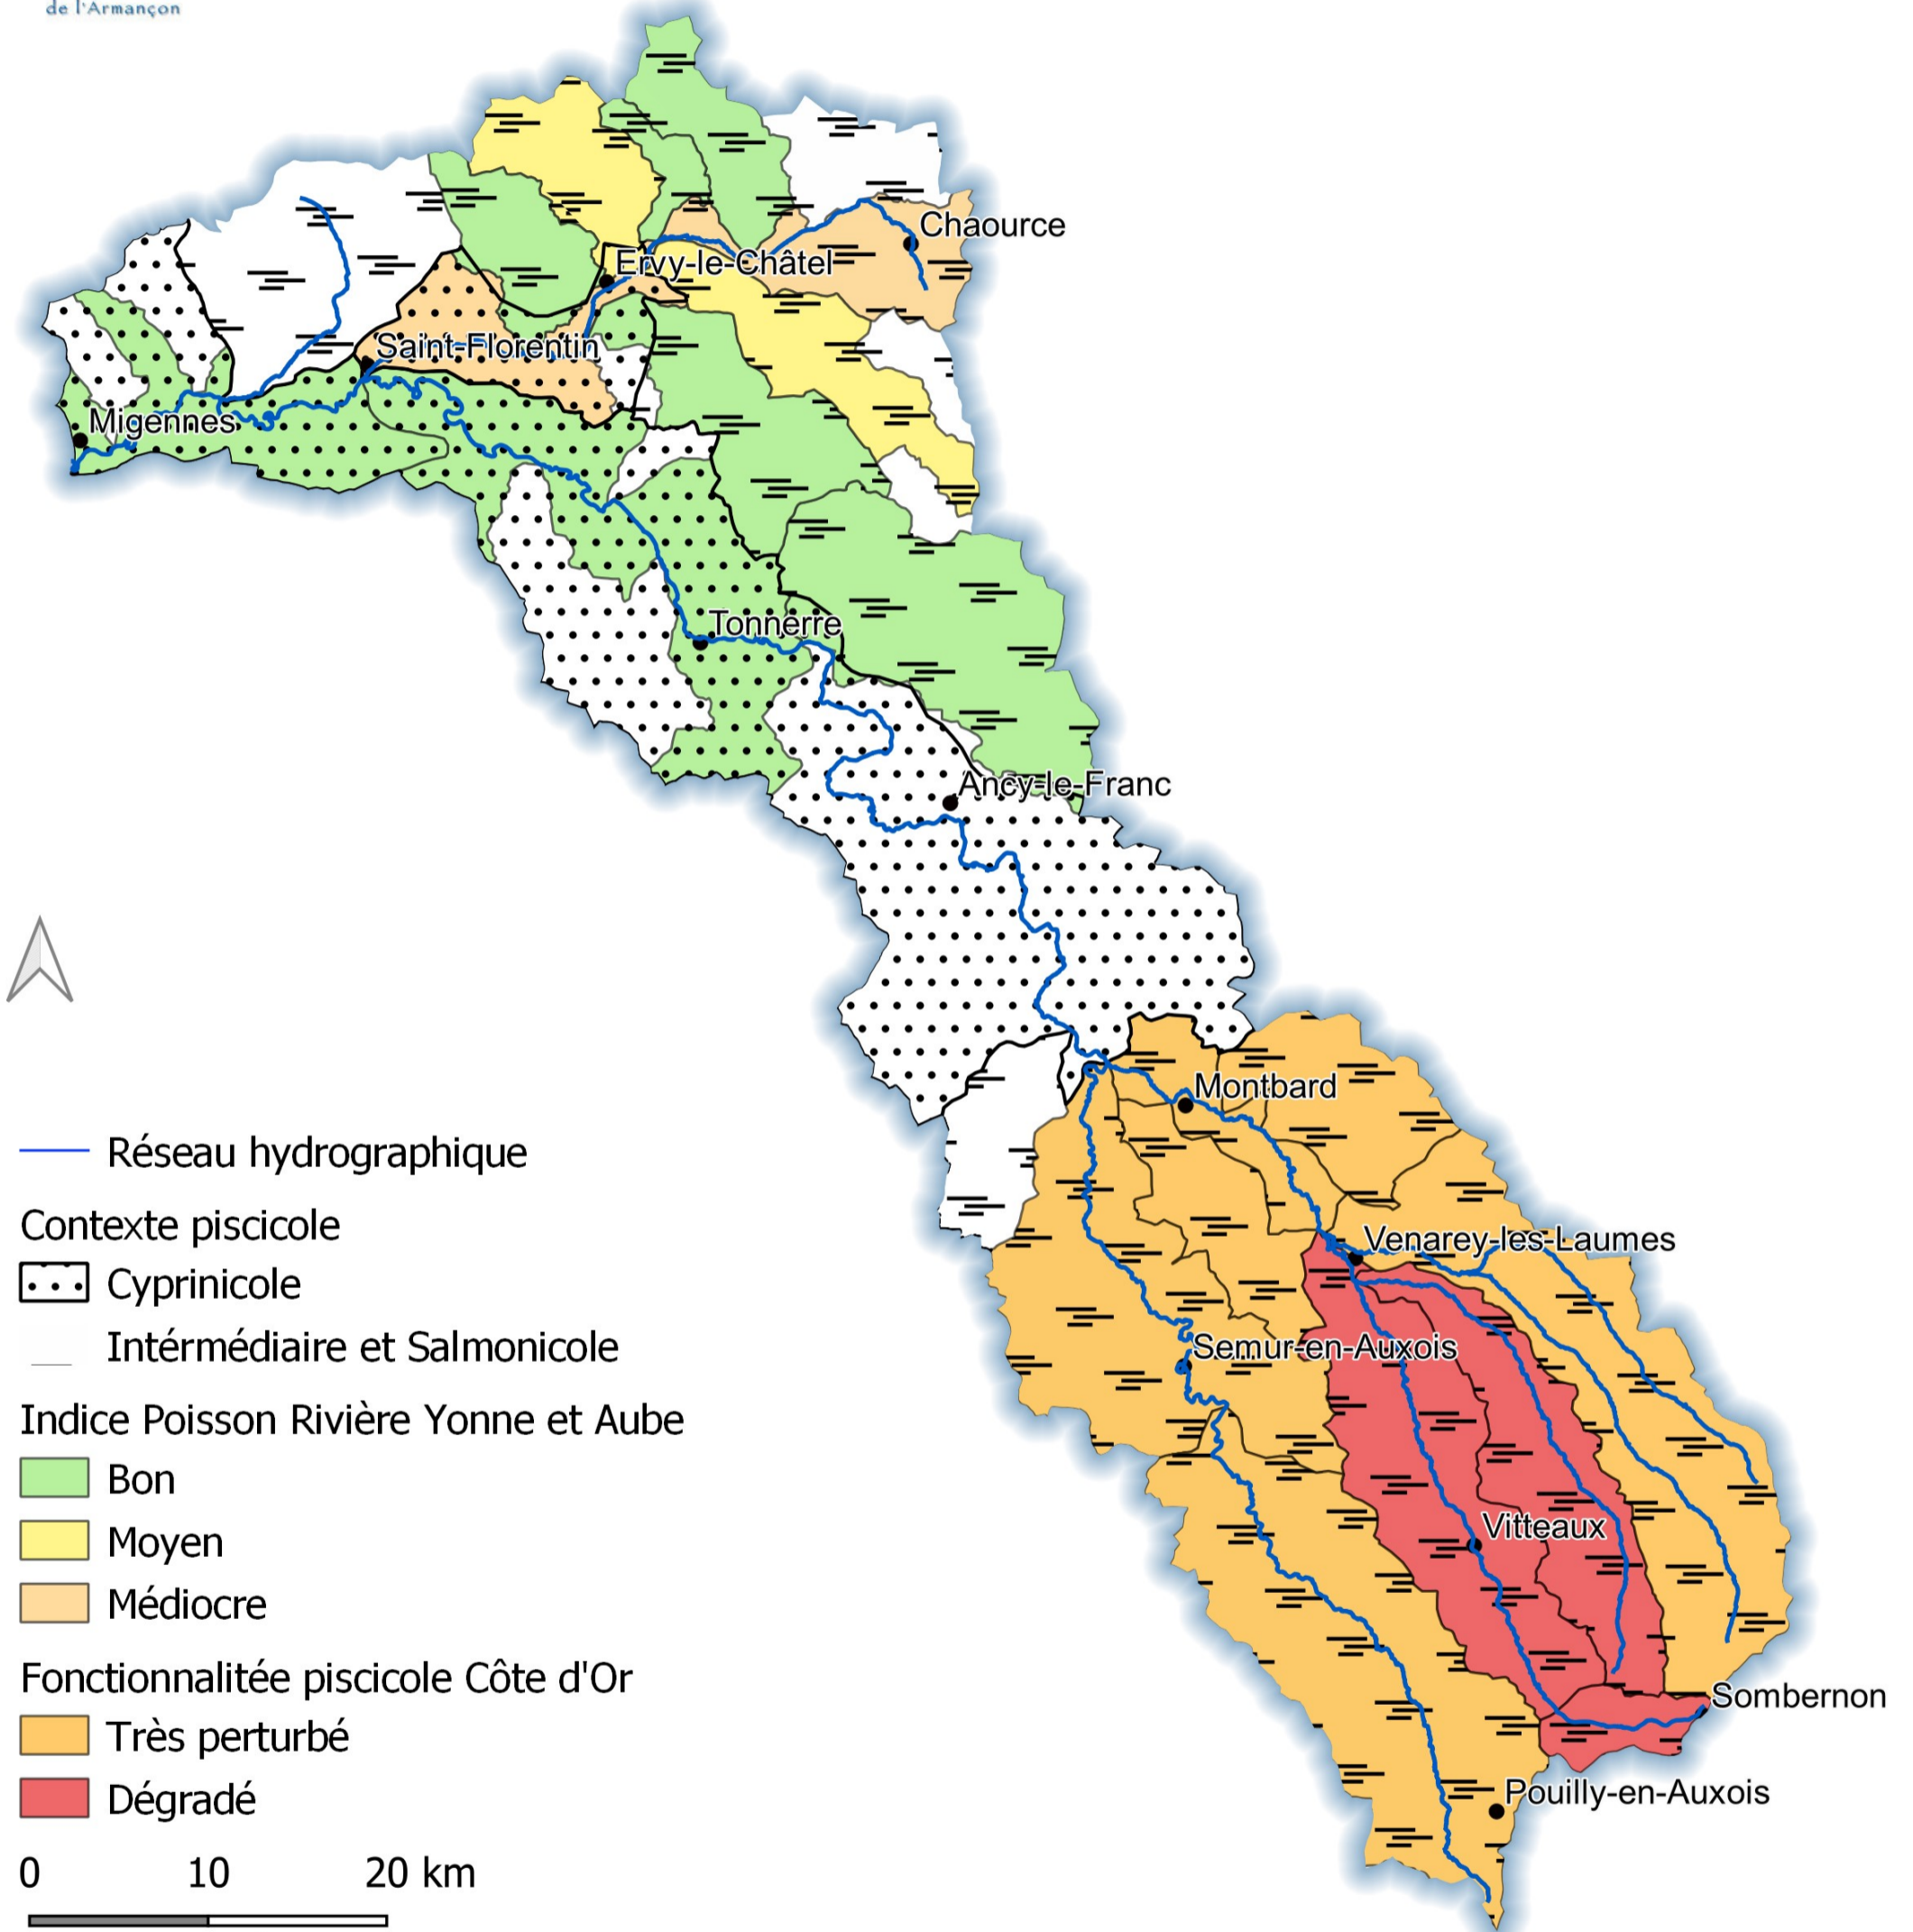 de l'Armançon
Chaource
Ervy-le-Châtel
Saint-Florentin
Migennes
Tonnerre
Ancy-le-Franc
Montbard
Venarey-les-Laumes
Semur-en-Auxois
Vitteaux
Sombernon
Pouilly-en-Auxois
Réseau hydrographique
Contexte piscicole
Cyprinicole
Intérmédiaire et Salmonicole
Indice Poisson Rivière Yonne et Aube
Bon
Moyen
Médiocre
Fonctionnalitée piscicole Côte d'Or
Très perturbé
Dégradé
0 10 20 km